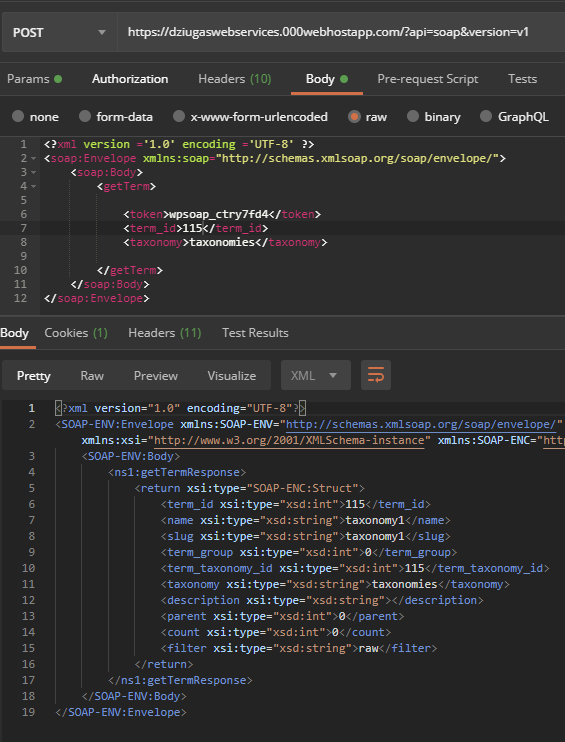 POST https://dziugaswebservices.000webhostapp.com/?api=soap&version=v1
Params Authorization Headers (10) Body Pre-request Script Tests
none form-data x-www-form-urlencoded raw binary GraphQL
1 <?xml version ='1.0' encoding ='UTF-8' ?>
2 <soap:Envelope xmlns:soap="http://schemas.xmlsoap.org/soap/envelope/">
3 <soap:Body>
4 <getTerm>
5
6 <token>wpsoap_ctry7fd4</token>
7 <term_id>115</term_id>
8 <taxonomy>taxonomies</taxonomy>
9
10 </getTerm>
11 </soap:Body>
12 </soap:Envelope>
Body Cookies (1) Headers (11) Test Results
Pretty Raw Preview Visualize XML
1 <?xml version="1.0" encoding="UTF-8"?>
2 <SOAP-ENV:Envelope xmlns:SOAP-ENV="http://schemas.xmlsoap.org/soap/envelope/"
xmlns:xsi="http://www.w3.org/2001/XMLSchema-instance" xmlns:SOAP-ENC="htt
3 <SOAP-ENV:Body>
4 <ns1:getTermResponse>
5 <return xsi:type="SOAP-ENC:Struct">
6 <term_id xsi:type="xsd:int">115</term_id>
7 <name xsi:type="xsd:string">taxonomy1</name>
8 <slug xsi:type="xsd:string">taxonomy1</slug>
9 <term_group xsi:type="xsd:int">0</term_group>
10 <term_taxonomy_id xsi:type="xsd:int">115</term_taxonomy_id>
11 <taxonomy xsi:type="xsd:string">taxonomies</taxonomy>
12 <description xsi:type="xsd:string"></description>
13 <parent xsi:type="xsd:int">0</parent>
14 <count xsi:type="xsd:int">0</count>
15 <filter xsi:type="xsd:string">raw</filter>
16 </return>
17 </ns1:getTermResponse>
18 </SOAP-ENV:Body>
19 </SOAP-ENV:Envelope>